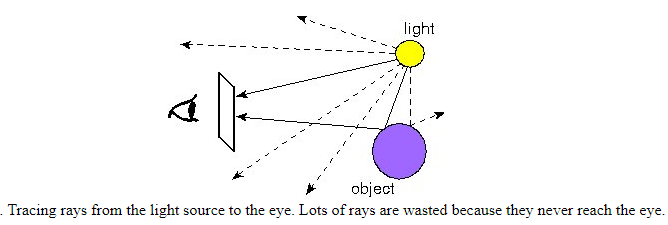 light
object
. Tracing rays from the light source to the eye. Lots of rays are wasted because they never reach the eye.